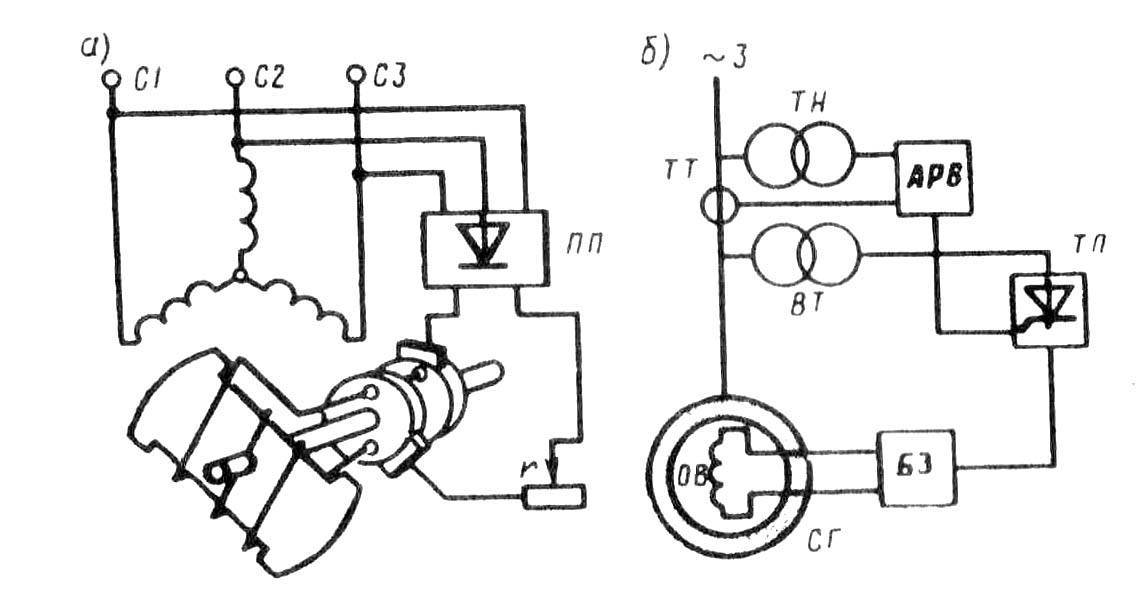 а)
С1
С2
С3
ПП
r
б)
~3
ТН
ТТ
АРВ
ТП
ВТ
ОВ
БЗ
СГ